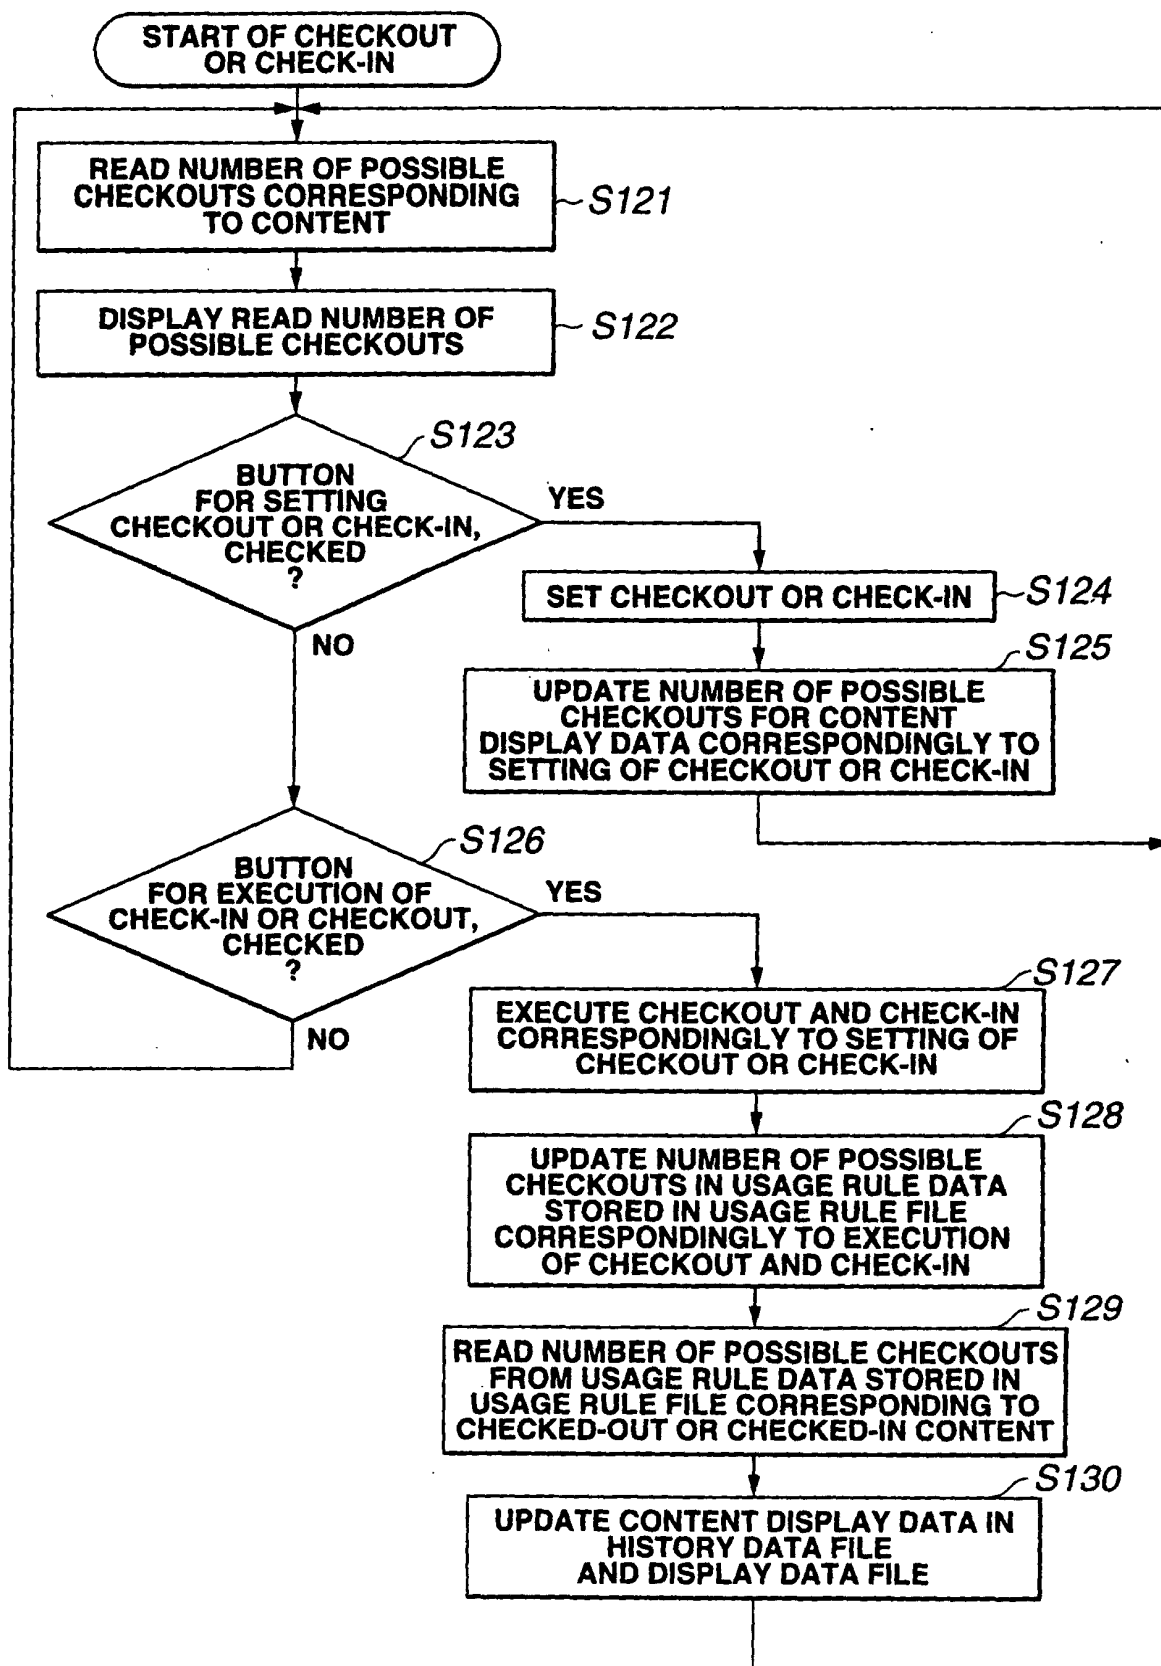 START OF CHECKOUT
OR CHECK-IN
READ NUMBER OF POSSIBLE
CHECKOUTS CORRESPONDING
TO CONTENT
S121
DISPLAY READ NUMBER OF
POSSIBLE CHECKOUTS
S122
S123
BUTTON
FOR SETTING
CHECKOUT OR CHECK-IN,
CHECKED
?
YES
NO
SET CHECKOUT OR CHECK-IN
S124
S125
UPDATE NUMBER OF POSSIBLE
CHECKOUTS FOR CONTENT
DISPLAY DATA CORRESPONDINGLY TO
SETTING OF CHECKOUT OR CHECK-IN
S126
BUTTON
FOR EXECUTION OF
CHECK-IN OR CHECKOUT,
CHECKED
?
YES
NO
S127
EXECUTE CHECKOUT AND CHECK-IN
CORRESPONDINGLY TO SETTING OF
CHECKOUT OR CHECK-IN
S128
UPDATE NUMBER OF POSSIBLE
CHECKOUTS IN USAGE RULE DATA
STORED IN USAGE RULE FILE
CORRESPONDINGLY TO EXECUTION
OF CHECKOUT AND CHECK-IN
S129
READ NUMBER OF POSSIBLE CHECKOUTS
FROM USAGE RULE DATA STORED IN
USAGE RULE FILE CORRESPONDING TO
CHECKED-OUT OR CHECKED-IN CONTENT
S130
UPDATE CONTENT DISPLAY DATA IN
HISTORY DATA FILE
AND DISPLAY DATA FILE